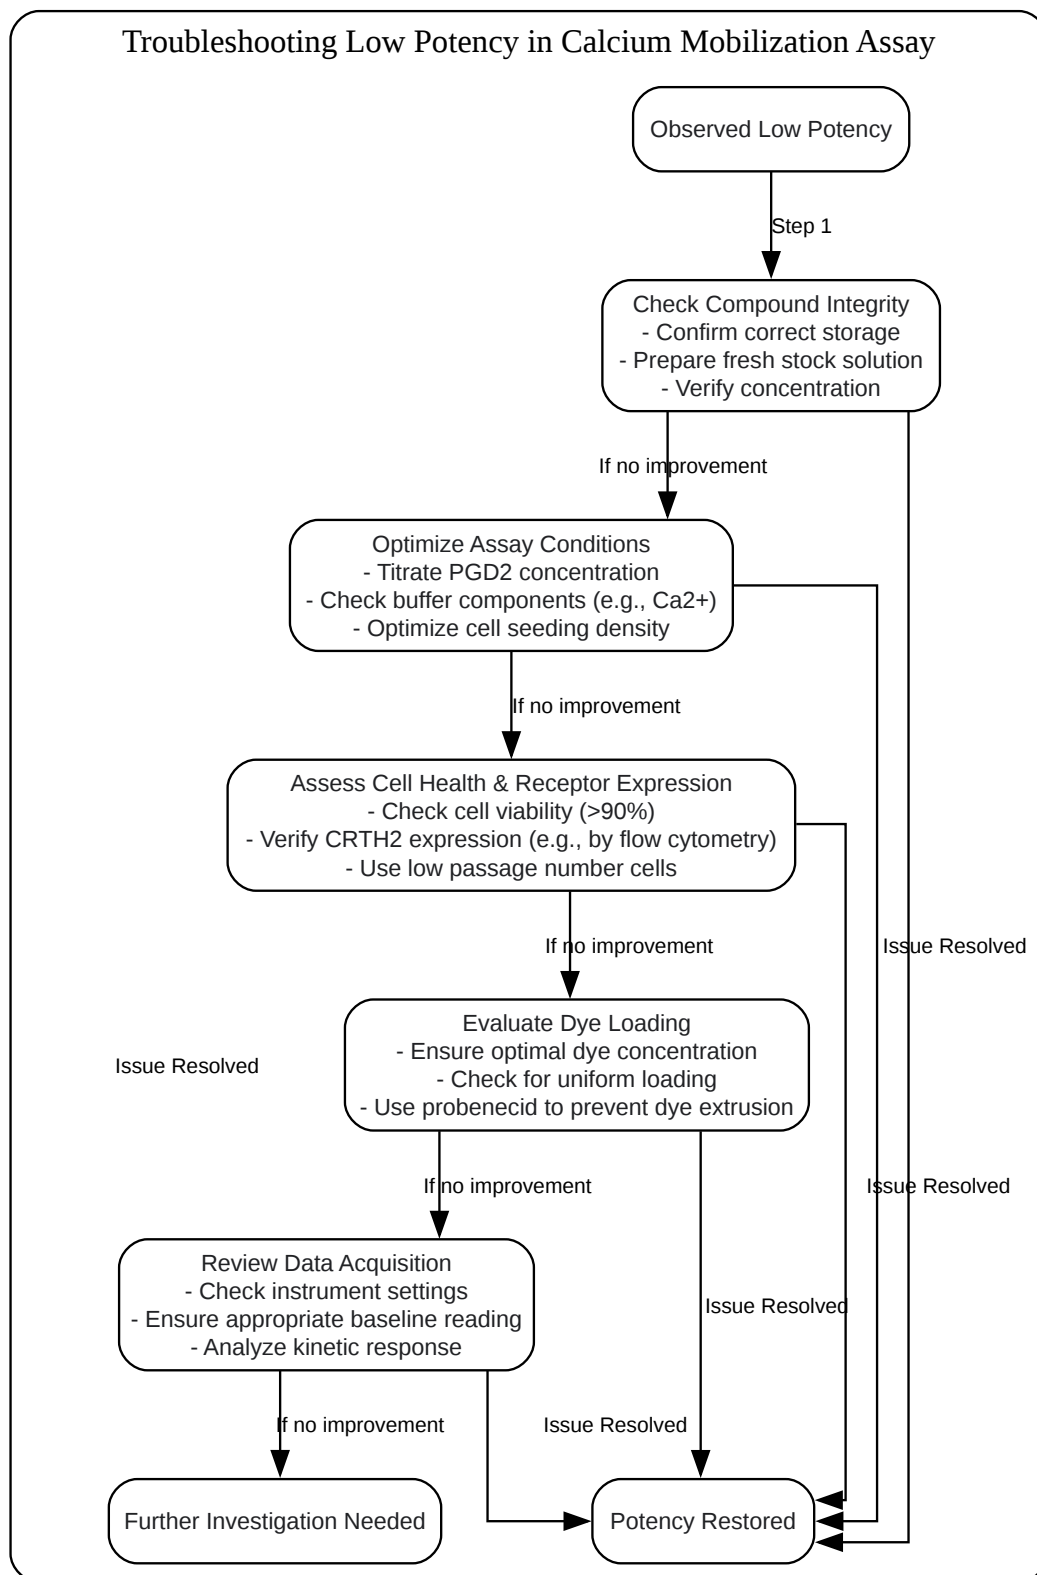 Troubleshooting Low Potency in Calcium Mobilization Assay
Observed Low Potency
Step 1
Check Compound Integrity
- Confirm correct storage
- Prepare fresh stock solution
- Verify concentration
If no improvement
Optimize Assay Conditions
- Titrate PGD2 concentration
- Check buffer components (e.g., Ca2+)
- Optimize cell seeding density
If no improvement
Assess Cell Health & Receptor Expression
- Check cell viability (>90%)
- Verify CRTH2 expression (e.g., by flow cytometry)
- Use low passage number cells
If no improvement
Issue Resolved
Evaluate Dye Loading
- Ensure optimal dye concentration
- Check for uniform loading
- Use probenecid to prevent dye extrusion
Issue Resolved
If no improvement
Issue Resolved
Review Data Acquisition
- Check instrument settings
- Ensure appropriate baseline reading
- Analyze kinetic response
Issue Resolved
If no improvement
Issue Resolved
Further Investigation Needed
Potency Restored